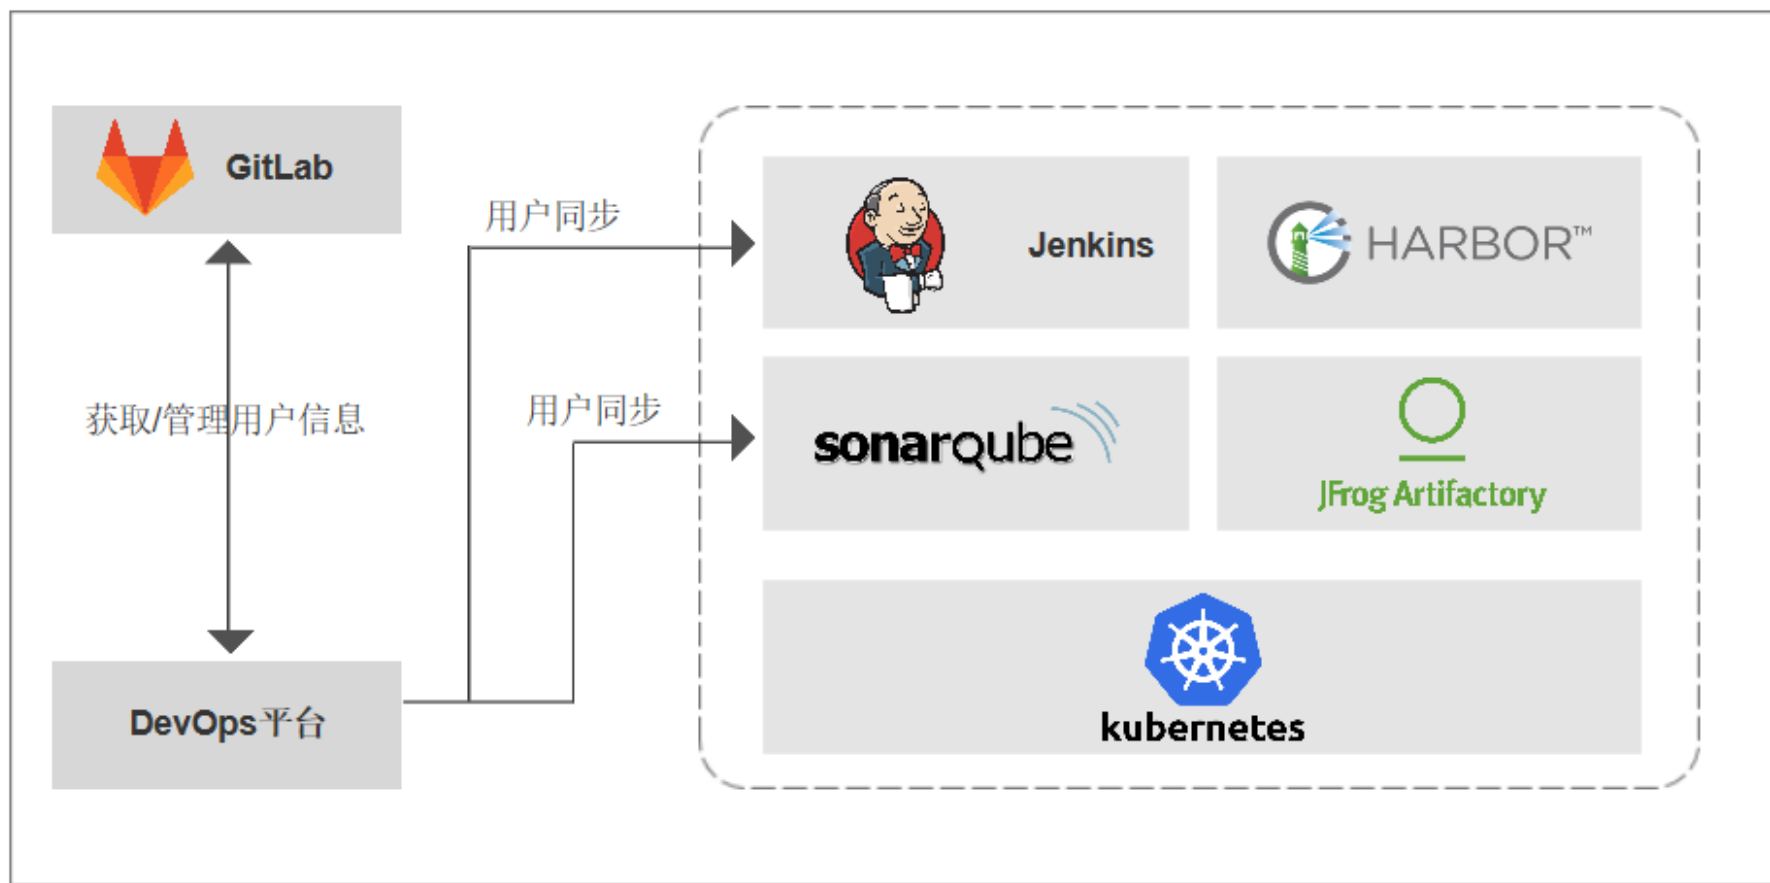 GitLab
用户同步
Jenkins
HARBOR™
获取/管理用户信息
用户同步
sonarqube
JFrog Artifactory
DevOps平台
kubernetes